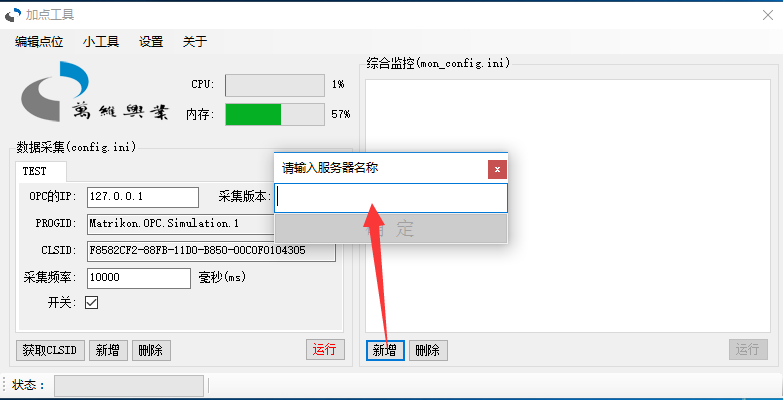 加点工具
编辑点位 小工具 设置 关于
萬維興業
CPU: 1%
内存: 57%
数据采集(config.ini)
TEST
OPC的IP: 127.0.0.1 采集版本:
PROGID: Matrikon.OPC.Simulation.1
CLSID: F8582CF2-88FB-11D0-B850-00C0F0104305
采集频率: 10000 毫秒(ms)
开关:
获取CLSID 新增 删除 运行
综合监控(mon_config.ini)
请输入服务器名称
x
确 定
新增 删除 运行
状态: